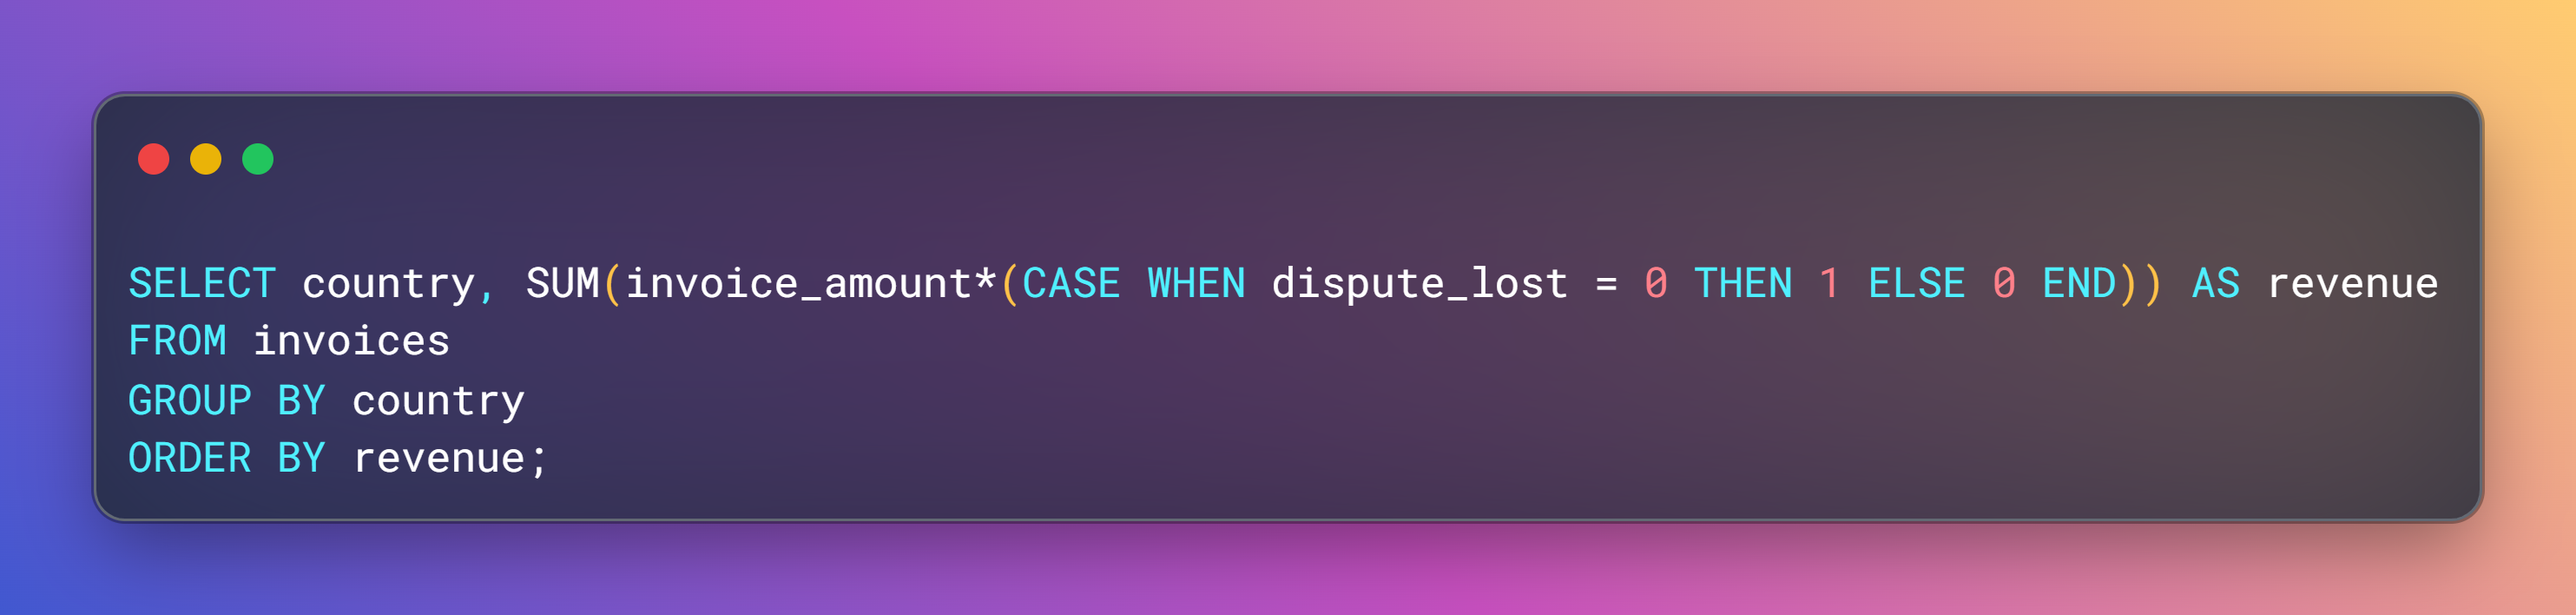 SELECT country, SUM(invoice_amount*(CASE WHEN dispute_lost = 0 THEN 1 ELSE 0 END)) AS revenue
FROM invoices
GROUP BY country
ORDER BY revenue;